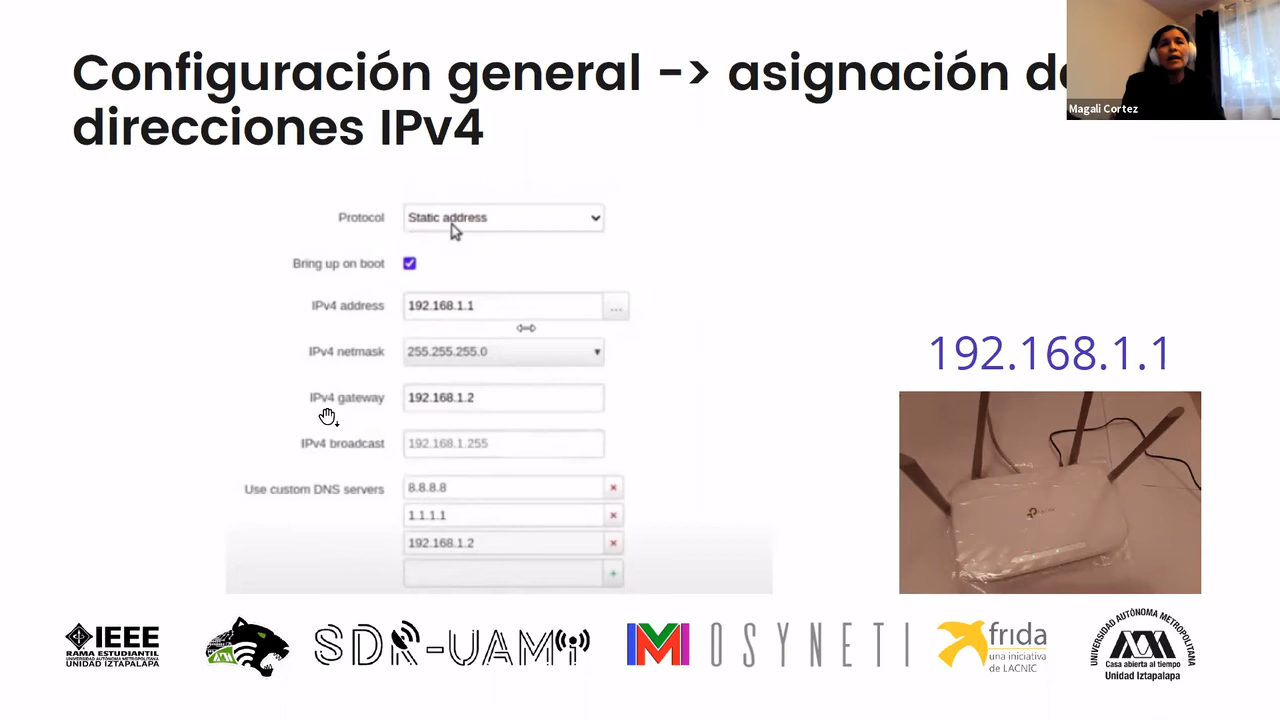 Configuración general -> asignación de
direcciones IPv4
Magali Cortez
Protocol
Static address
Bring up on boot
IPv4 address
192.168.1.1
...
IPv4 netmask
255.255.255.0
IPv4 gateway
192.168.1.2
IPv4 broadcast
192.168.1.255
Use custom DNS servers
8.8.8.8
1.1.1.1
192.168.1.2
192.168.1.1
IEEE
RAMA ESTUDIANTIL
UNIVERSIDAD AUTÓNOMA METROPOLITANA
UNIDAD IZTAPALAPA
SDR-UAMi
OSYNETI
frida
una iniciativa
de LACNIC
UNIVERSIDAD AUTÓNOMA METROPOLITANA
Casa abierta al tiempo
Unidad Iztapalapa